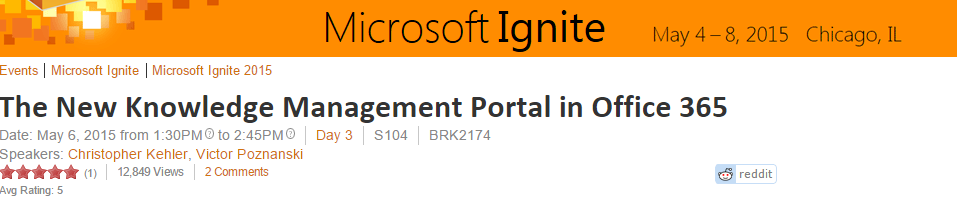 Microsoft Ignite May 4 – 8, 2015 Chicago, IL
Events | Microsoft Ignite | Microsoft Ignite 2015
The New Knowledge Management Portal in Office 365
Date: May 6, 2015 from 1:30PM? to 2:45PM? | Day 3 | S104 | BRK2174
Speakers: Christopher Kehler, Victor Poznanski
(1) | 12,849 Views | 2 Comments reddit
Avg Rating: 5